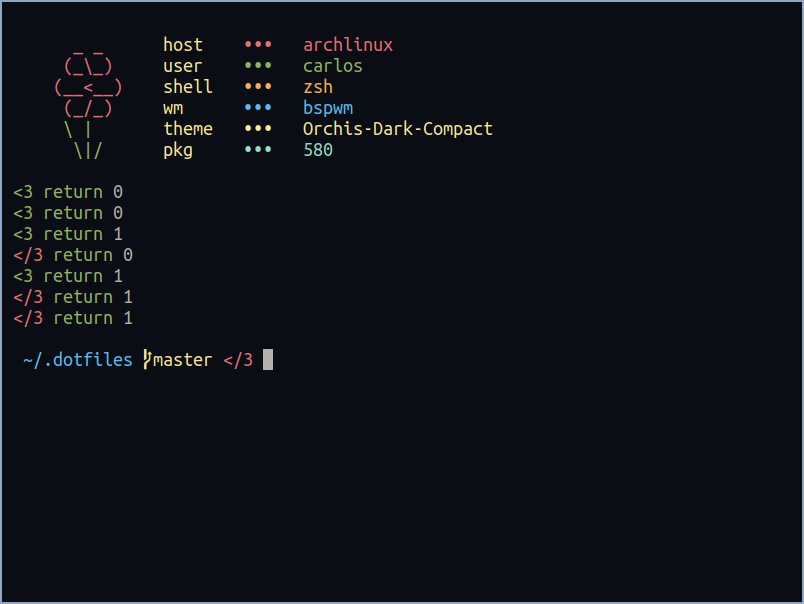 host ••• archlinux
user ••• carlos
shell ••• zsh
wm ••• bspwm
theme ••• Orchis-Dark-Compact
pkg ••• 580
<3 return 0
<3 return 0
<3 return 1
</3 return 0
<3 return 1
</3 return 1
</3 return 1
~/.dotfiles master </3